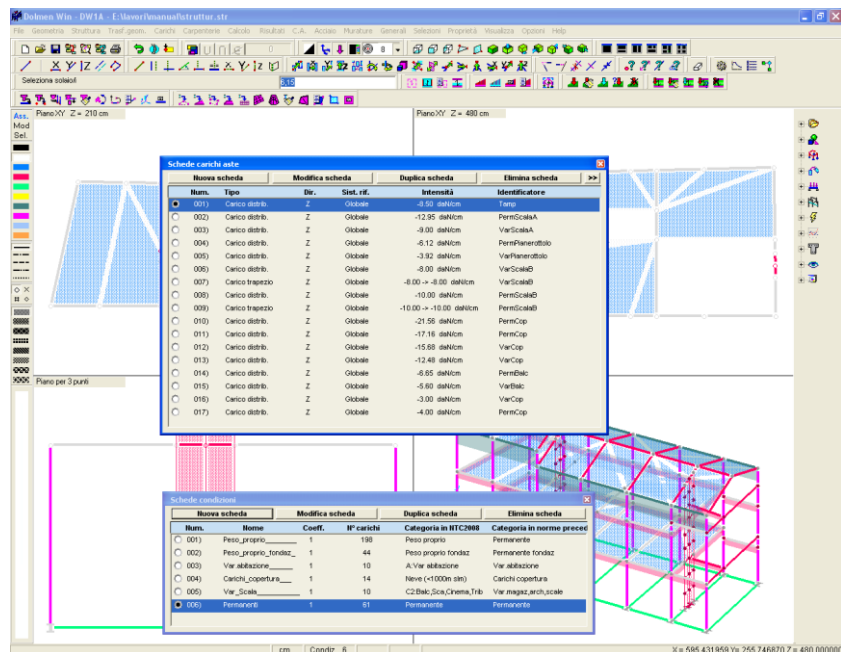 Dolmen Win - DW1A - E:\lavori\manual\struttur.str
File Geometria Struttura Trasf.geom. Carichi Carpenterie Calcolo Risultati C.A. Acciaio Murature Generali Selezioni Proprietà Visualizza Opzioni Help
Seleziona solaioli
6,15
Ass. Piano XY Z = 210 cm Piano XY Z = 480 cm
Mod
Sel.
Schede carichi aste
Nuova scheda Modifica scheda Duplica scheda Elimina scheda >>
Num. Tipo Dir. Sist. rif. Intensità Identificatore
001) Carico distrib. Z Globale -8.50 daN/cm Tamp
002) Carico distrib. Z Globale -12.95 daN/cm PermScalaA
003) Carico distrib. Z Globale -9.00 daN/cm VarScalaA
004) Carico distrib. Z Globale -6.12 daN/cm PermPianerottolo
005) Carico distrib. Z Globale -3.92 daN/cm VarPianerottolo
006) Carico distrib. Z Globale -8.00 daN/cm VarScalaB
007) Carico trapezio Z Globale -8.00 -> -8.00 daN/cm VarScalaB
008) Carico distrib. Z Globale -10.00 daN/cm PermScalaB
009) Carico trapezio Z Globale -10.00 -> -10.00 daN/cm PermScalaB
010) Carico distrib. Z Globale -21.56 daN/cm PermCop
011) Carico distrib. Z Globale -17.16 daN/cm PermCop
012) Carico distrib. Z Globale -15.68 daN/cm VarCop
013) Carico distrib. Z Globale -12.48 daN/cm VarCop
014) Carico distrib. Z Globale -6.65 daN/cm PermBalc
015) Carico distrib. Z Globale -5.60 daN/cm VarBalc
016) Carico distrib. Z Globale -3.00 daN/cm VarCop
017) Carico distrib. Z Globale -4.00 daN/cm PermCop
Piano per 3 punti
Schede condizioni
Nuova scheda Modifica scheda Duplica scheda Elimina scheda
Num. Nome Coeff. N° carichi Categoria in NTC2008 Categoria in norme preced
001) Peso_proprio________ 1 198 Peso proprio Permanente
002) Peso_proprio_fondaz_ 1 44 Peso proprio fondaz Permanente fondaz
003) Var.abitazione______ 1 10 A:Var abitazione Var.abitazione
004) Carichi_copertura___ 1 14 Neve (<1000m slm) Carichi copertura
005) Var_Scala___________ 1 10 C2:Balc,Sca,Cinema,Trib Var.magaz,arch,scale
006) Permanenti 1 61 Permanente Permanente
cm Condiz. 6 X = 595.431959 Y= 255.746870 Z = 480.000000